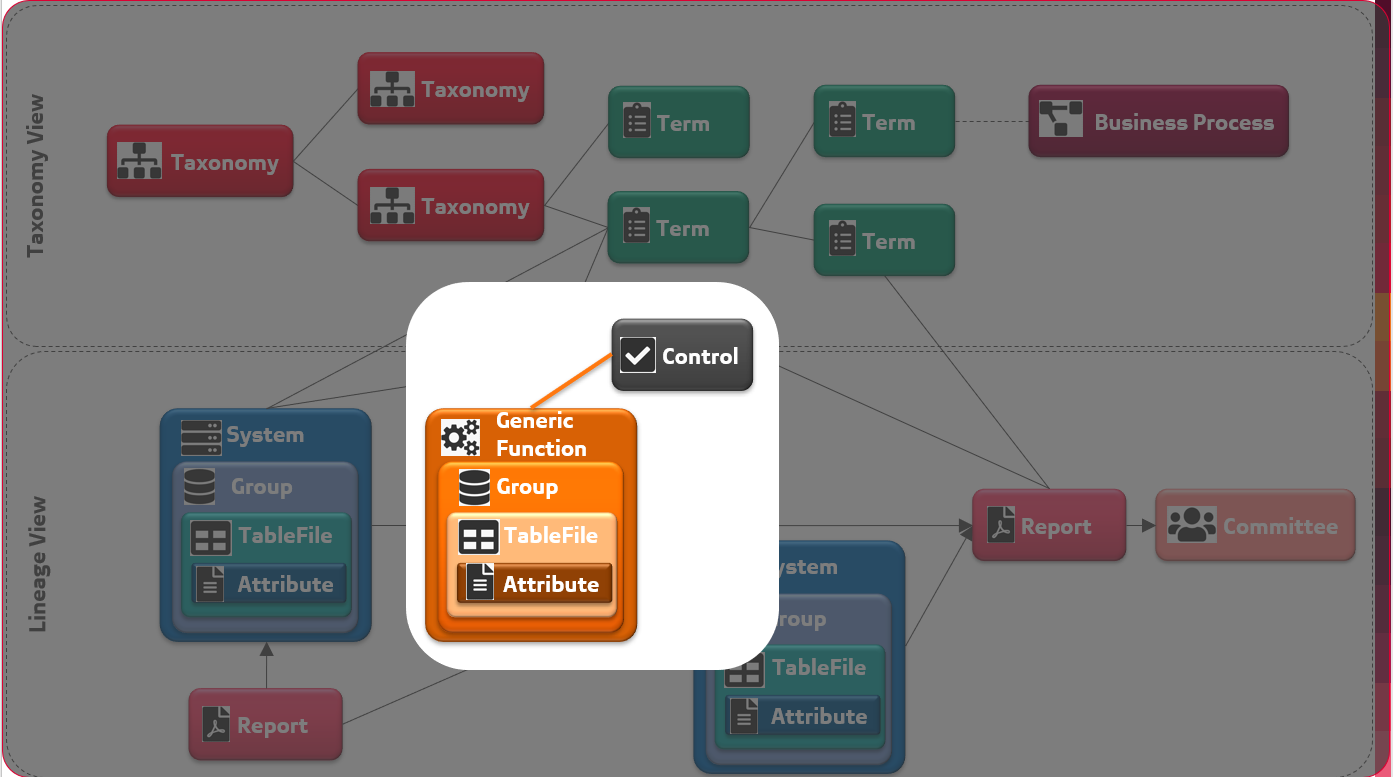 Taxonomy View
Taxonomy
Taxonomy
Taxonomy
Term
Term
Term
Term
Business Process
Control
Lineage View
System
Group
TableFile
Attribute
Generic
Function
Group
TableFile
Attribute
ystem
roup
TableFile
Attribute
Report
Committee
Report